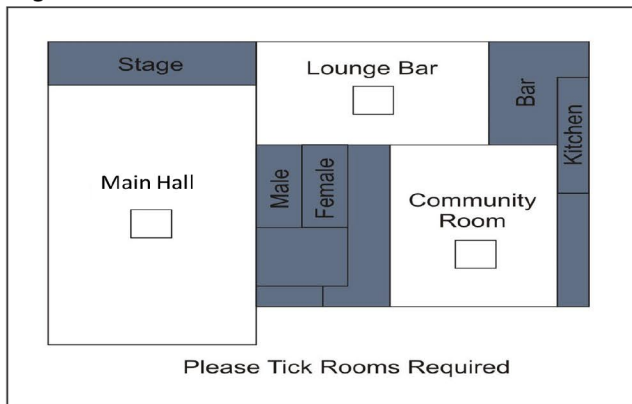 Stage
Lounge Bar
Bar
Kitchen
Main Hall
Male
Female
Community
Room
Please Tick Rooms Required